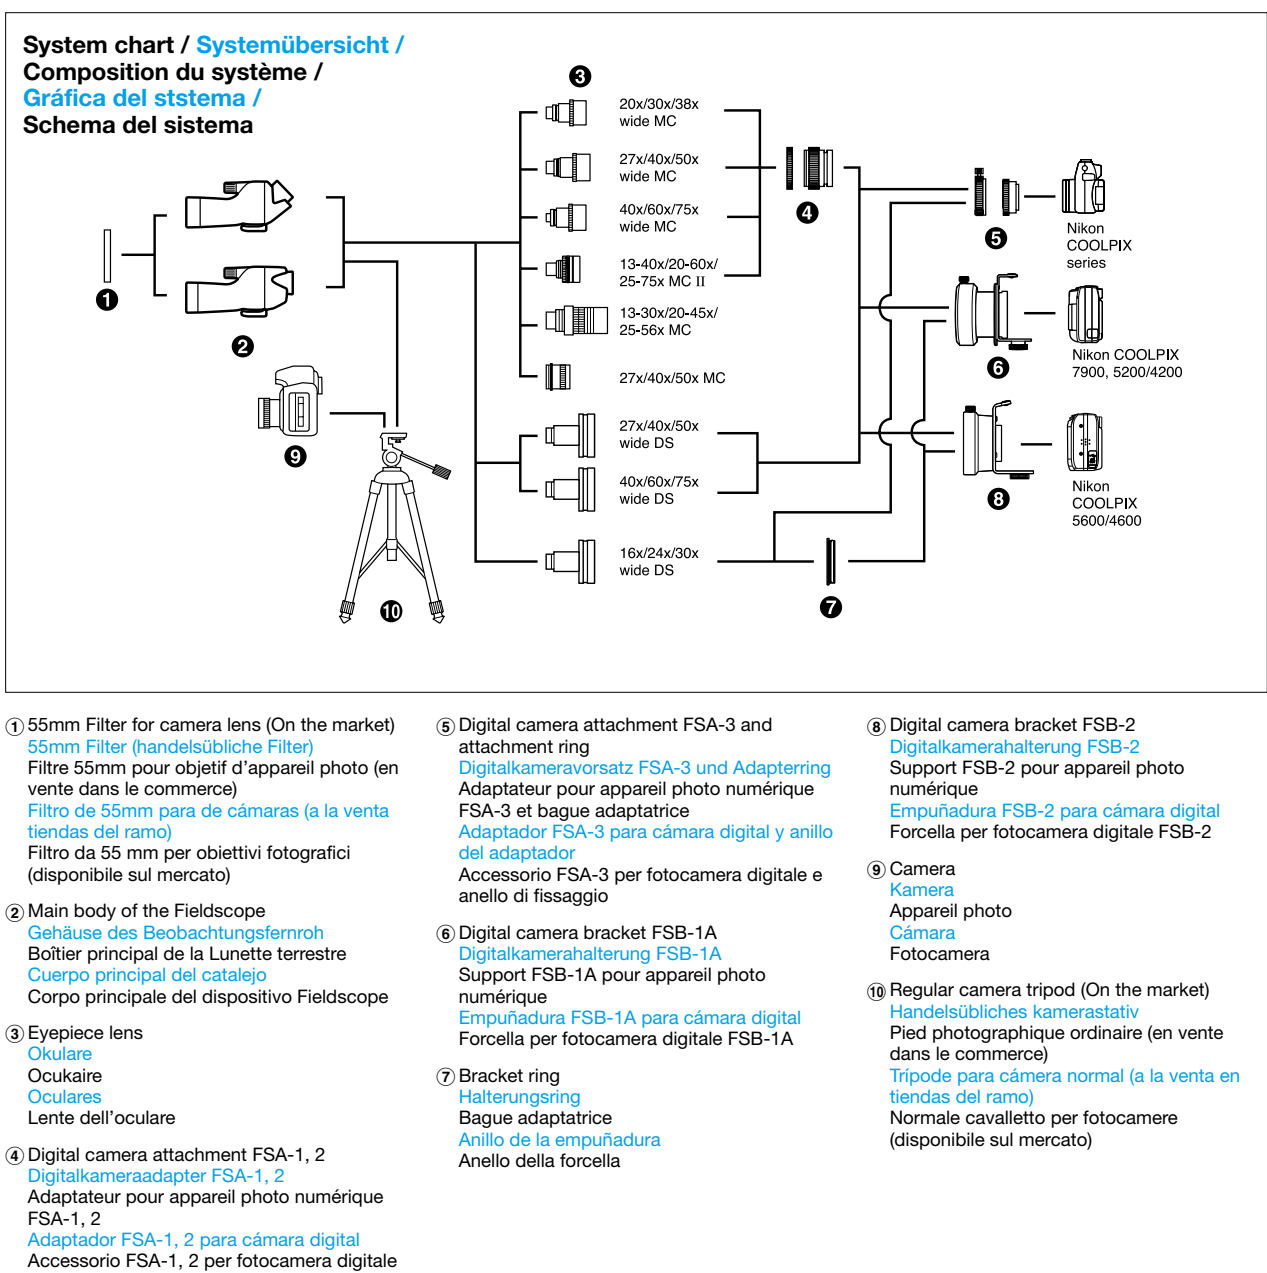 System chart / Systemübersicht /
Composition du système /
Gráfica del ststema /
Schema del sistema
3
20x/30x/38x
wide MC
27x/40x/50x
wide MC
40x/60x/75x
wide MC
13-40x/20-60x/
25-75x MC II
13-30x/20-45x/
25-56x MC
27x/40x/50x MC
27x/40x/50x
wide DS
40x/60x/75x
wide DS
16x/24x/30x
wide DS
1
2
9
10
4
5
Nikon
COOLPIX
series
6
Nikon COOLPIX
7900, 5200/4200
8
Nikon
COOLPIX
5600/4600
7
1 55mm Filter for camera lens (On the market)
55mm Filter (handelsübliche Filter)
Filtre 55mm pour objetif d’appareil photo (en
vente dans le commerce)
Filtro de 55mm para de cámaras (a la venta
tiendas del ramo)
Filtro da 55 mm per obiettivi fotografici
(disponibile sul mercato)
2 Main body of the Fieldscope
Gehäuse des Beobachtungsfernroh
Boîtier principal de la Lunette terrestre
Cuerpo principal del catalejo
Corpo principale del dispositivo Fieldscope
3 Eyepiece lens
Okulare
Ocukaire
Oculares
Lente dell’oculare
4 Digital camera attachment FSA-1, 2
Digitalkameraadapter FSA-1, 2
Adaptateur pour appareil photo numérique
FSA-1, 2
Adaptador FSA-1, 2 para cámara digital
Accessorio FSA-1, 2 per fotocamera digitale
5 Digital camera attachment FSA-3 and
attachment ring
Digitalkameravorsatz FSA-3 und Adapterring
Adaptateur pour appareil photo numérique
FSA-3 et bague adaptatrice
Adaptador FSA-3 para cámara digital y anillo
del adaptador
Accessorio FSA-3 per fotocamera digitale e
anello di fissaggio
6 Digital camera bracket FSB-1A
Digitalkamerahalterung FSB-1A
Support FSB-1A pour appareil photo
numérique
Empuñadura FSB-1A para cámara digital
Forcella per fotocamera digitale FSB-1A
7 Bracket ring
Halterungsring
Bague adaptatrice
Anillo de la empuñadura
Anello della forcella
8 Digital camera bracket FSB-2
Digitalkamerahalterung FSB-2
Support FSB-2 pour appareil photo
numérique
Empuñadura FSB-2 para cámara digital
Forcella per fotocamera digitale FSB-2
9 Camera
Kamera
Appareil photo
Cámara
Fotocamera
10 Regular camera tripod (On the market)
Handelsübliches kamerastativ
Pied photographique ordinaire (en vente
dans le commerce)
Trípode para cámera normal (a la venta en
tiendas del ramo)
Normale cavalletto per fotocamere
(disponibile sul mercato)